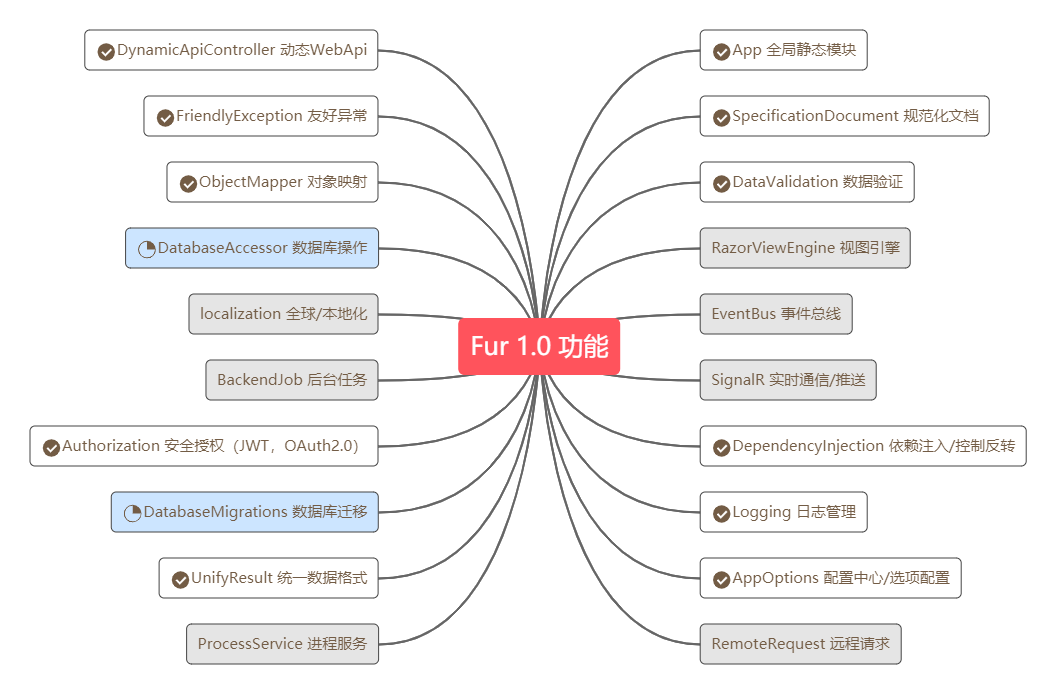 DynamicApiController 动态WebApi
FriendlyException 友好异常
ObjectMapper 对象映射
DatabaseAccessor 数据库操作
localization 全球/本地化
BackendJob 后台任务
Authorization 安全授权（JWT，OAuth2.0）
DatabaseMigrations 数据库迁移
UnifyResult 统一数据格式
ProcessService 进程服务
Fur 1.0 功能
App 全局静态模块
SpecificationDocument 规范化文档
DataValidation 数据验证
RazorViewEngine 视图引擎
EventBus 事件总线
SignalR 实时通信/推送
DependencyInjection 依赖注入/控制反转
Logging 日志管理
AppOptions 配置中心/选项配置
RemoteRequest 远程请求